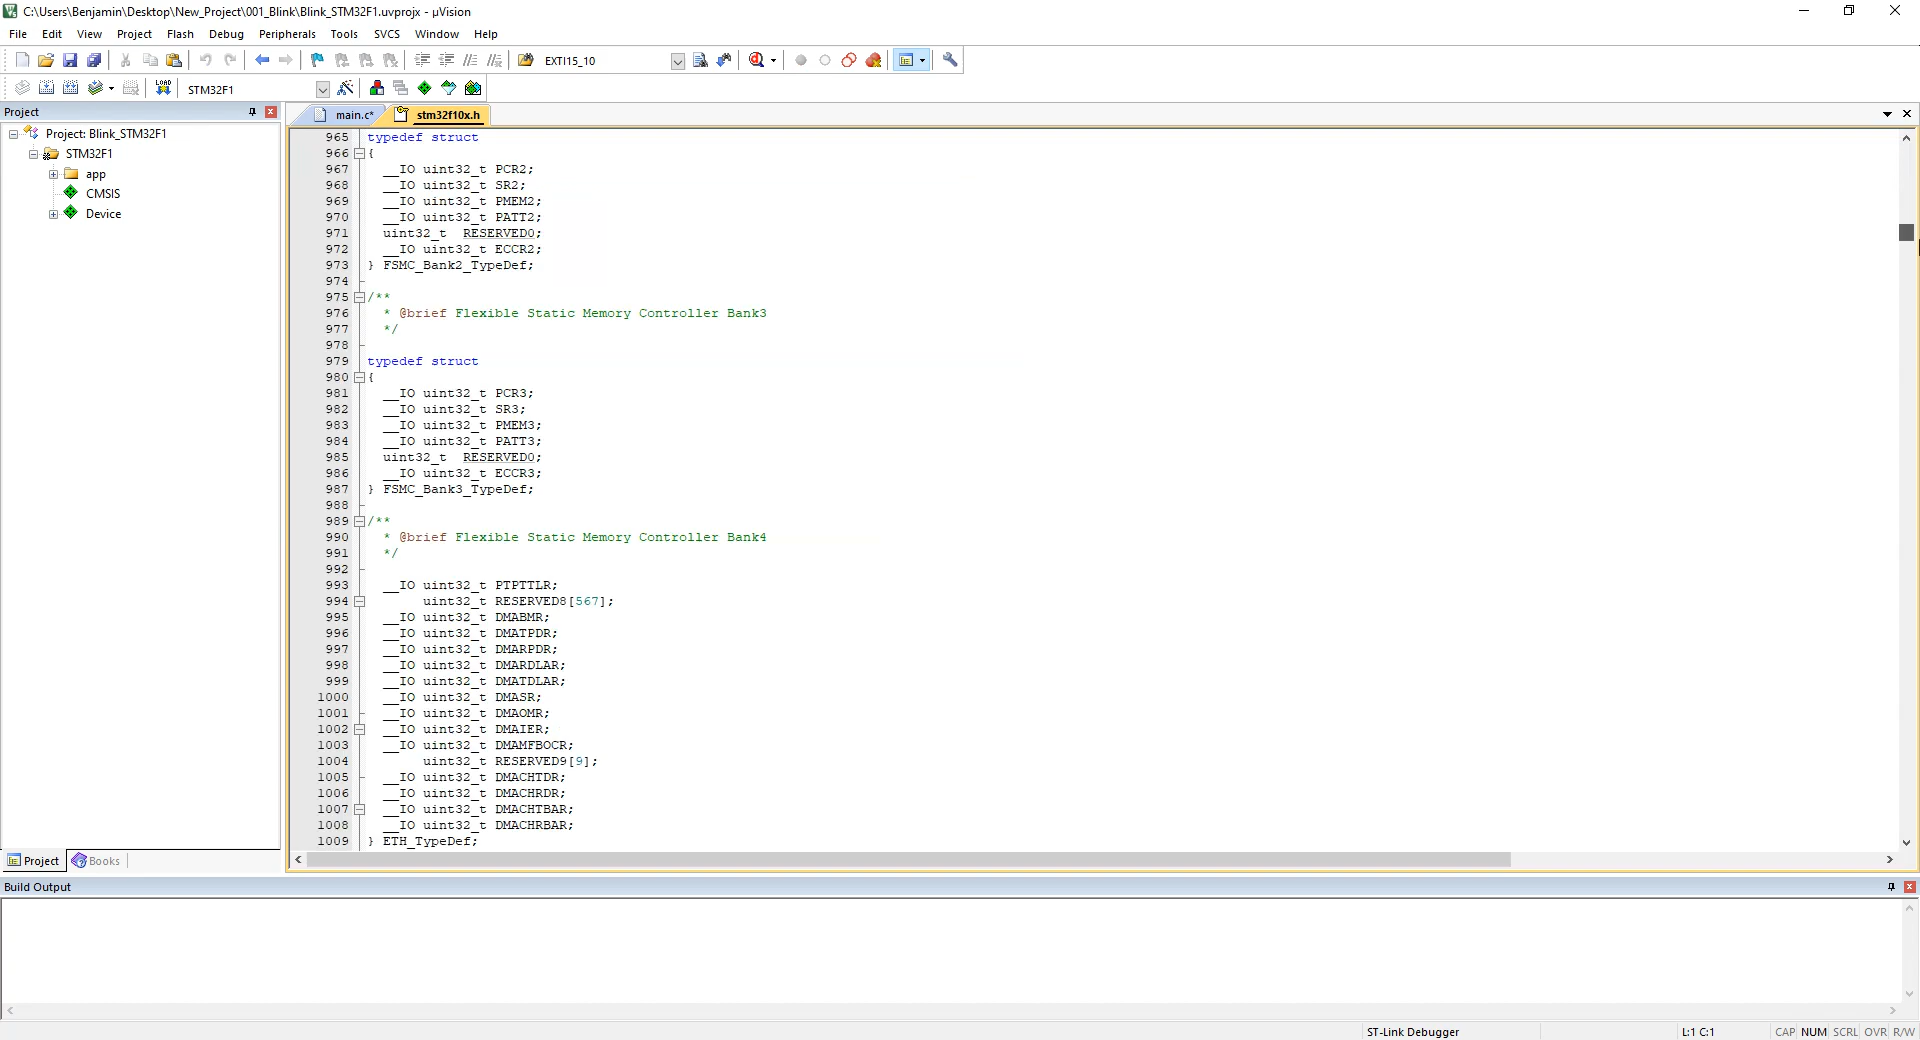 C:\Users\Benjamin\Desktop\New_Project\001_Blink\Blink_STM32F1.uvprojx - µVision
File Edit View Project Flash Debug Peripherals Tools SVCS Window Help
EXTI15_10
LOAD STM32F1
Project
Project: Blink_STM32F1
STM32F1
app
CMSIS
Device
Project Books
main.c* stm32f10x.h
965 typedef struct
966 {
967 __IO uint32_t PCR2;
968 __IO uint32_t SR2;
969 __IO uint32_t PMEM2;
970 __IO uint32_t PATT2;
971 uint32_t RESERVED0;
972 __IO uint32_t ECCR2;
973 } FSMC_Bank2_TypeDef;
974
975 /**
976 * @brief Flexible Static Memory Controller Bank3
977 */
978
979 typedef struct
980 {
981 __IO uint32_t PCR3;
982 __IO uint32_t SR3;
983 __IO uint32_t PMEM3;
984 __IO uint32_t PATT3;
985 uint32_t RESERVED0;
986 __IO uint32_t ECCR3;
987 } FSMC_Bank3_TypeDef;
988
989 /**
990 * @brief Flexible Static Memory Controller Bank4
991 */
992
993 __IO uint32_t PTPTTLR;
994 uint32_t RESERVED8[567];
995 __IO uint32_t DMABMR;
996 __IO uint32_t DMATPDR;
997 __IO uint32_t DMARPDR;
998 __IO uint32_t DMARDLAR;
999 __IO uint32_t DMATDLAR;
1000 __IO uint32_t DMASR;
1001 __IO uint32_t DMAOMR;
1002 __IO uint32_t DMAIER;
1003 __IO uint32_t DMAMFBOCR;
1004 uint32_t RESERVED9[9];
1005 __IO uint32_t DMACHTDR;
1006 __IO uint32_t DMACHRDR;
1007 __IO uint32_t DMACHTBAR;
1008 __IO uint32_t DMACHRBAR;
1009 } ETH_TypeDef;
Build Output
ST-Link Debugger L:1 C:1 CAP NUM SCRL OVR R/W